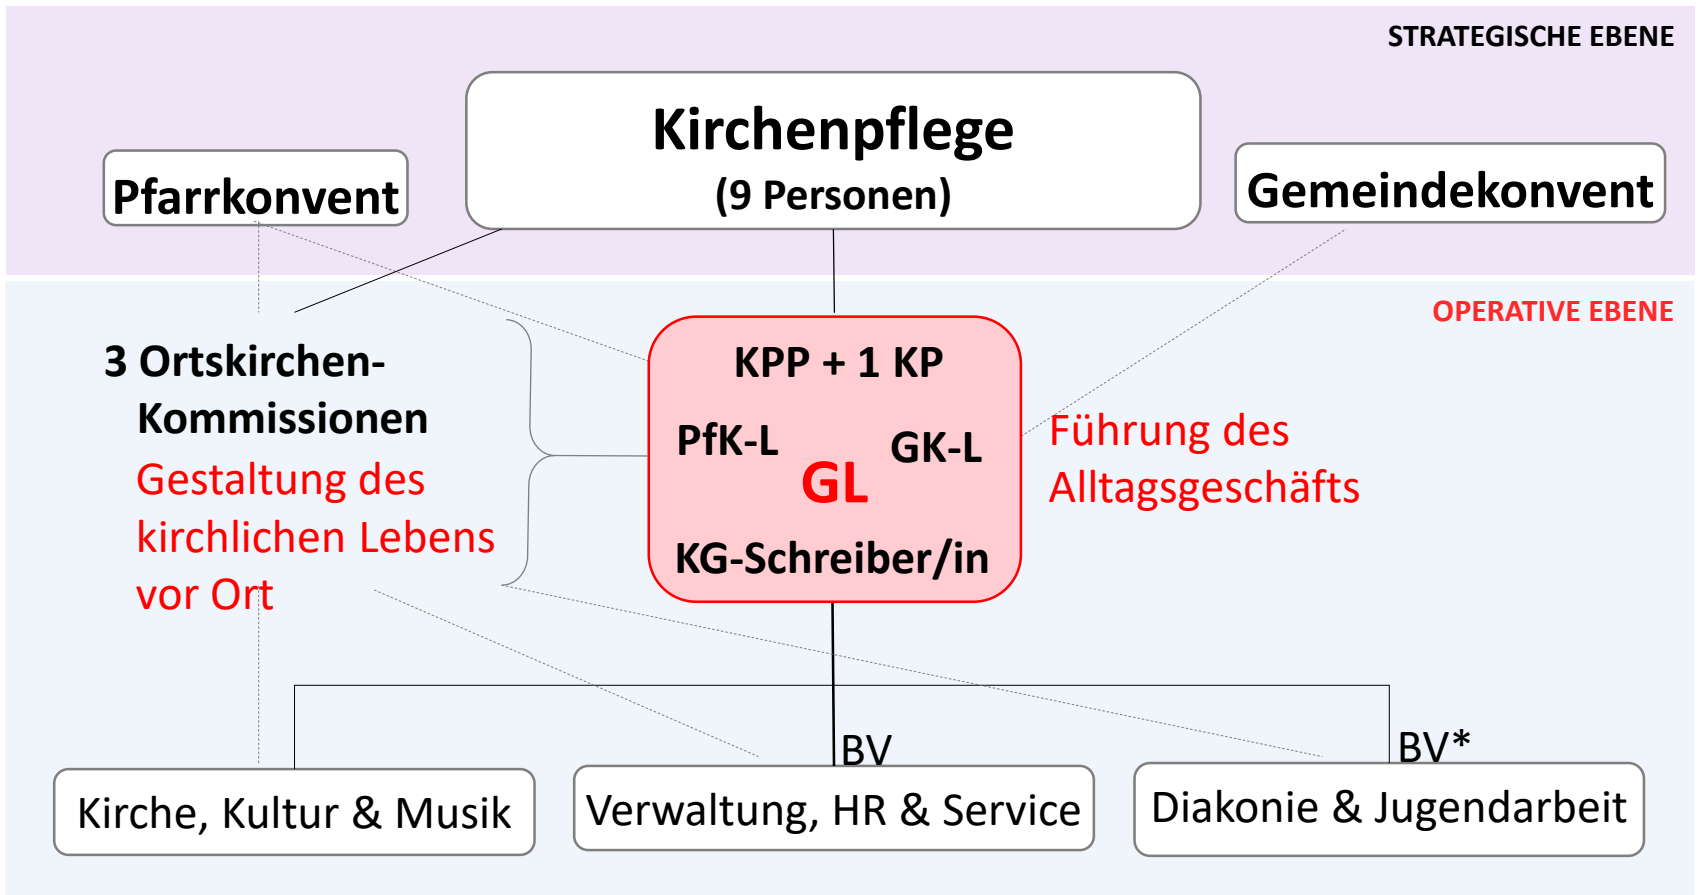 STRATEGISCHE EBENE
Kirchenpflege
(9 Personen)
Pfarrkonvent
Gemeindekonvent
OPERATIVE EBENE
3 Ortskirchen-
Kommissionen
Gestaltung des
kirchlichen Lebens
vor Ort
KPP + 1 KP
PfK-L
GK-L
GL
KG-Schreiber/in
Führung des
Alltagsgeschäfts
BV
BV*
Kirche, Kultur & Musik
Verwaltung, HR & Service
Diakonie & Jugendarbeit